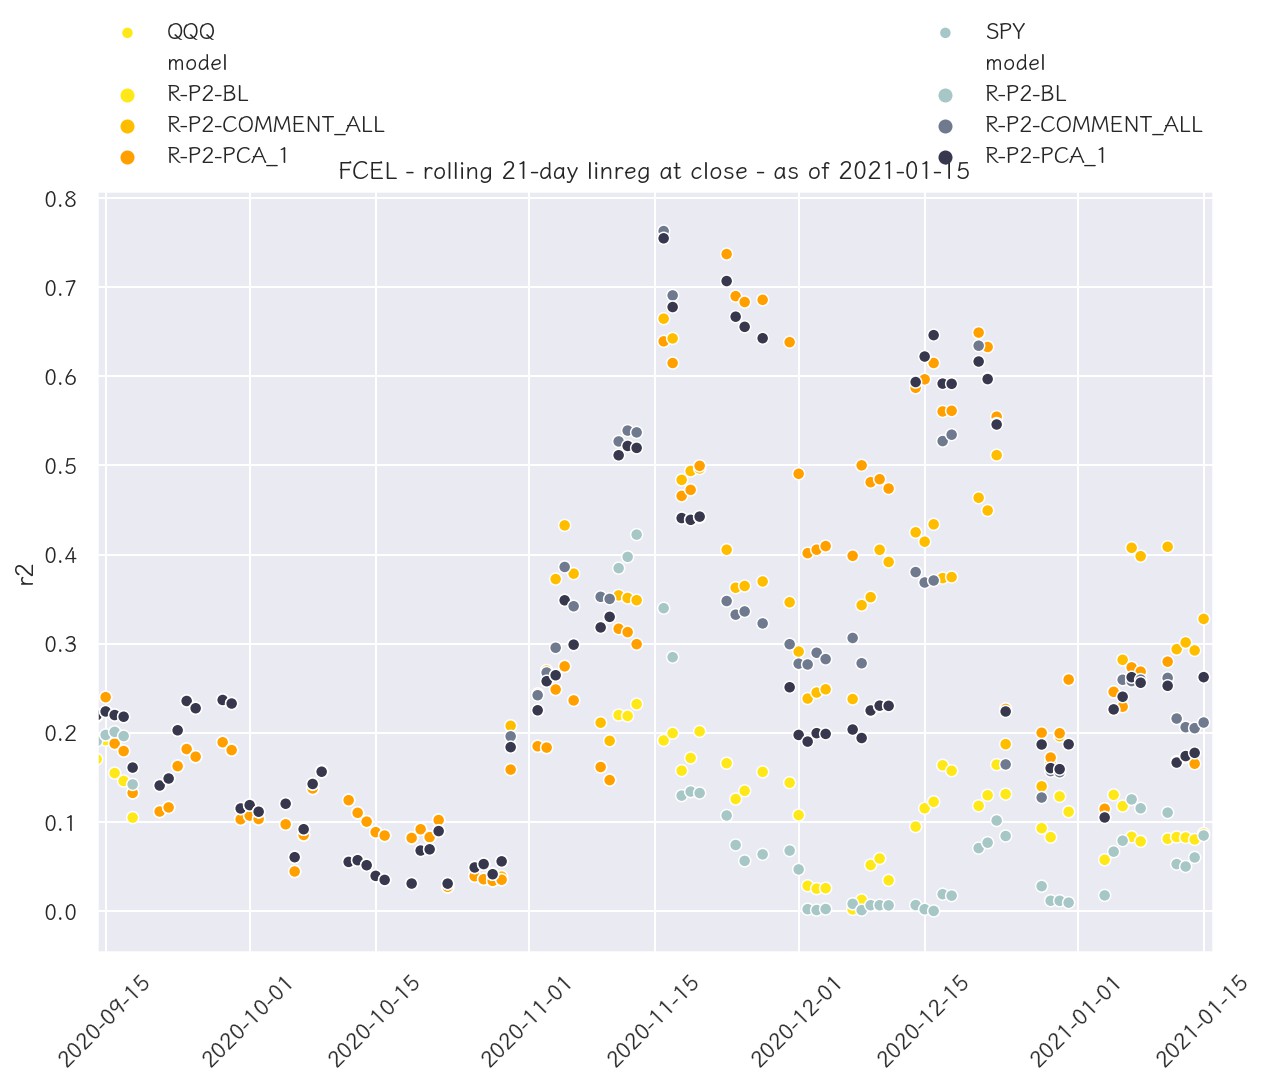 QQQ
model
R-P2-BL
R-P2-COMMENT_ALL
R-P2-PCA_1
SPY
model
R-P2-BL
R-P2-COMMENT_ALL
R-P2-PCA_1
FCEL - rolling 21-day linreg at close - as of 2021-01-15
r2
0.8
0.7
0.6
0.5
0.4
0.3
0.2
0.1
0.0
2020-09-15
2020-10-01
2020-10-15
2020-11-01
2020-11-15
2020-12-01
2020-12-15
2021-01-01
2021-01-15